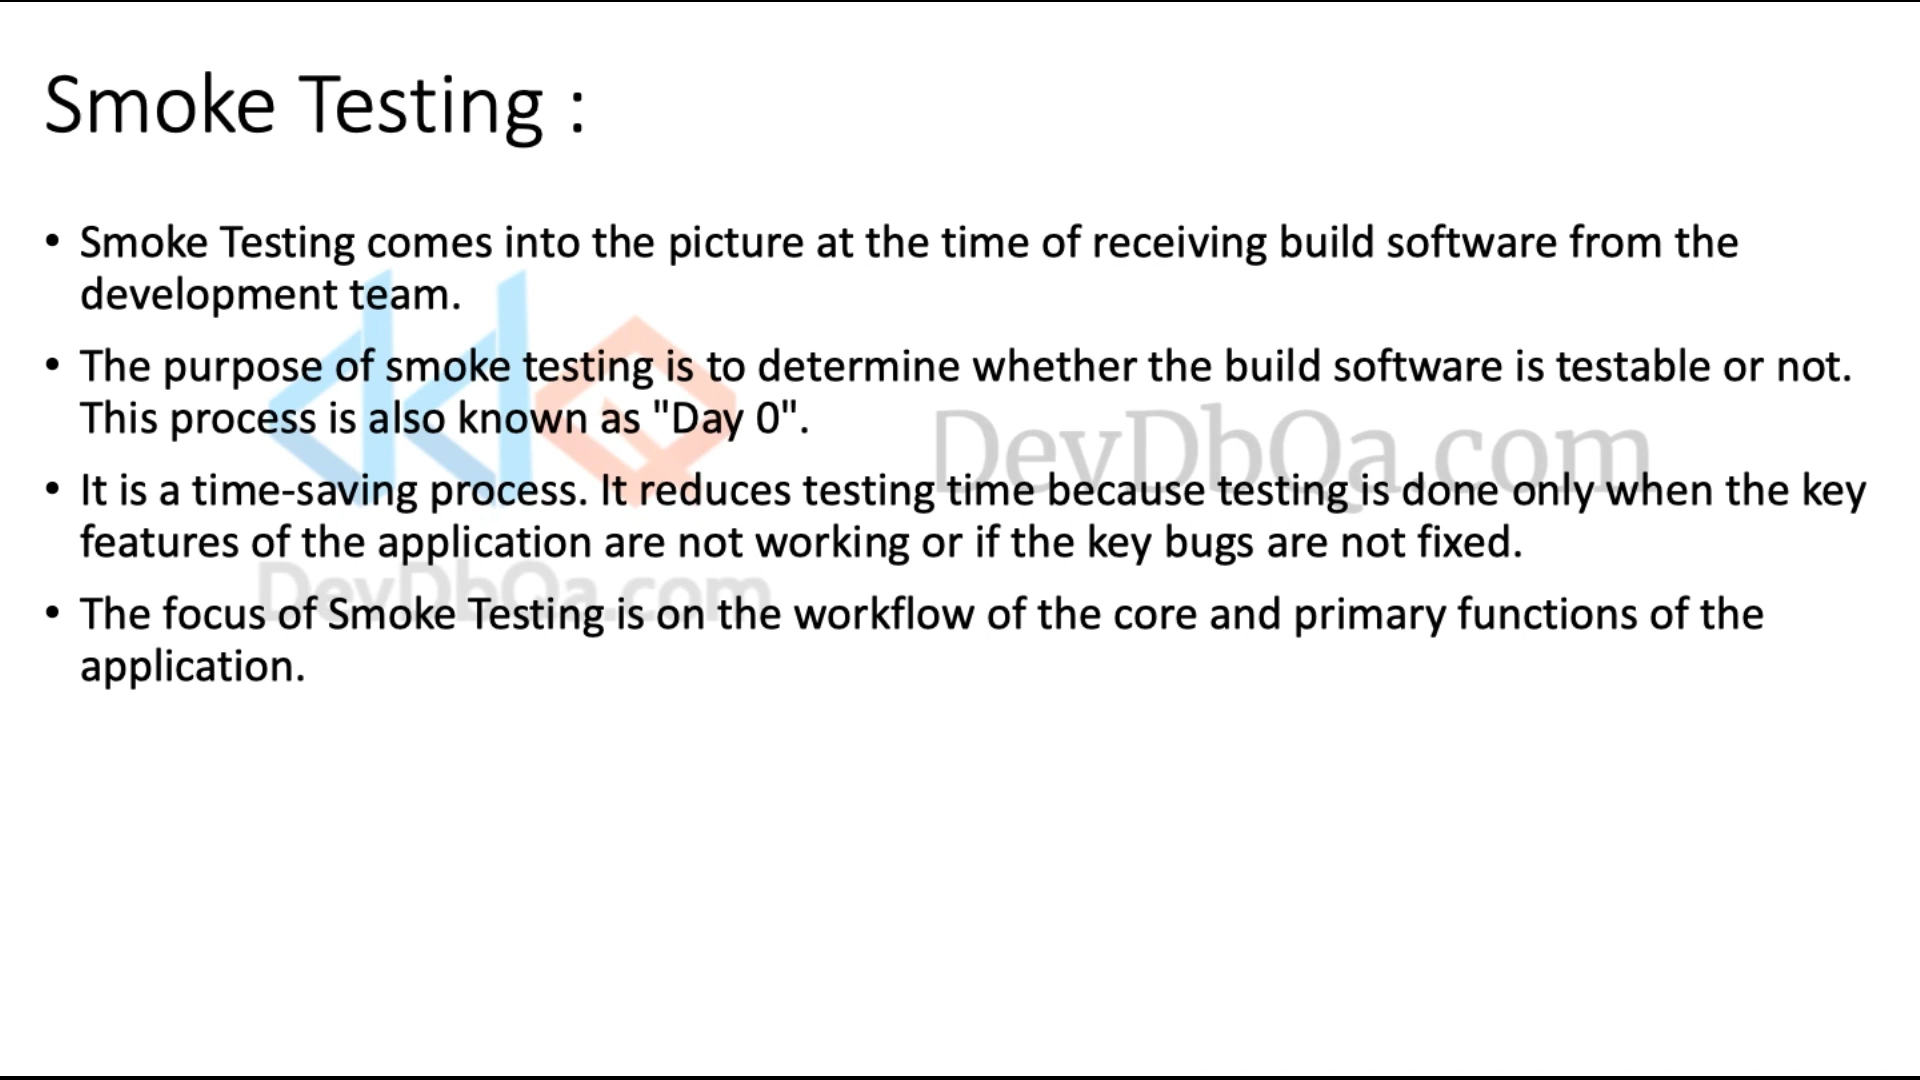 Smoke Testing :
• Smoke Testing comes into the picture at the time of receiving build software from the
development team.
• The purpose of smoke testing is to determine whether the build software is testable or not.
This process is also known as "Day 0".
DevDbQa.com
• It is a time-saving process. It reduces testing time because testing is done only when the key
features of the application are not working or if the key bugs are not fixed.
DevDbQa.com
• The focus of Smoke Testing is on the workflow of the core and primary functions of the
application.